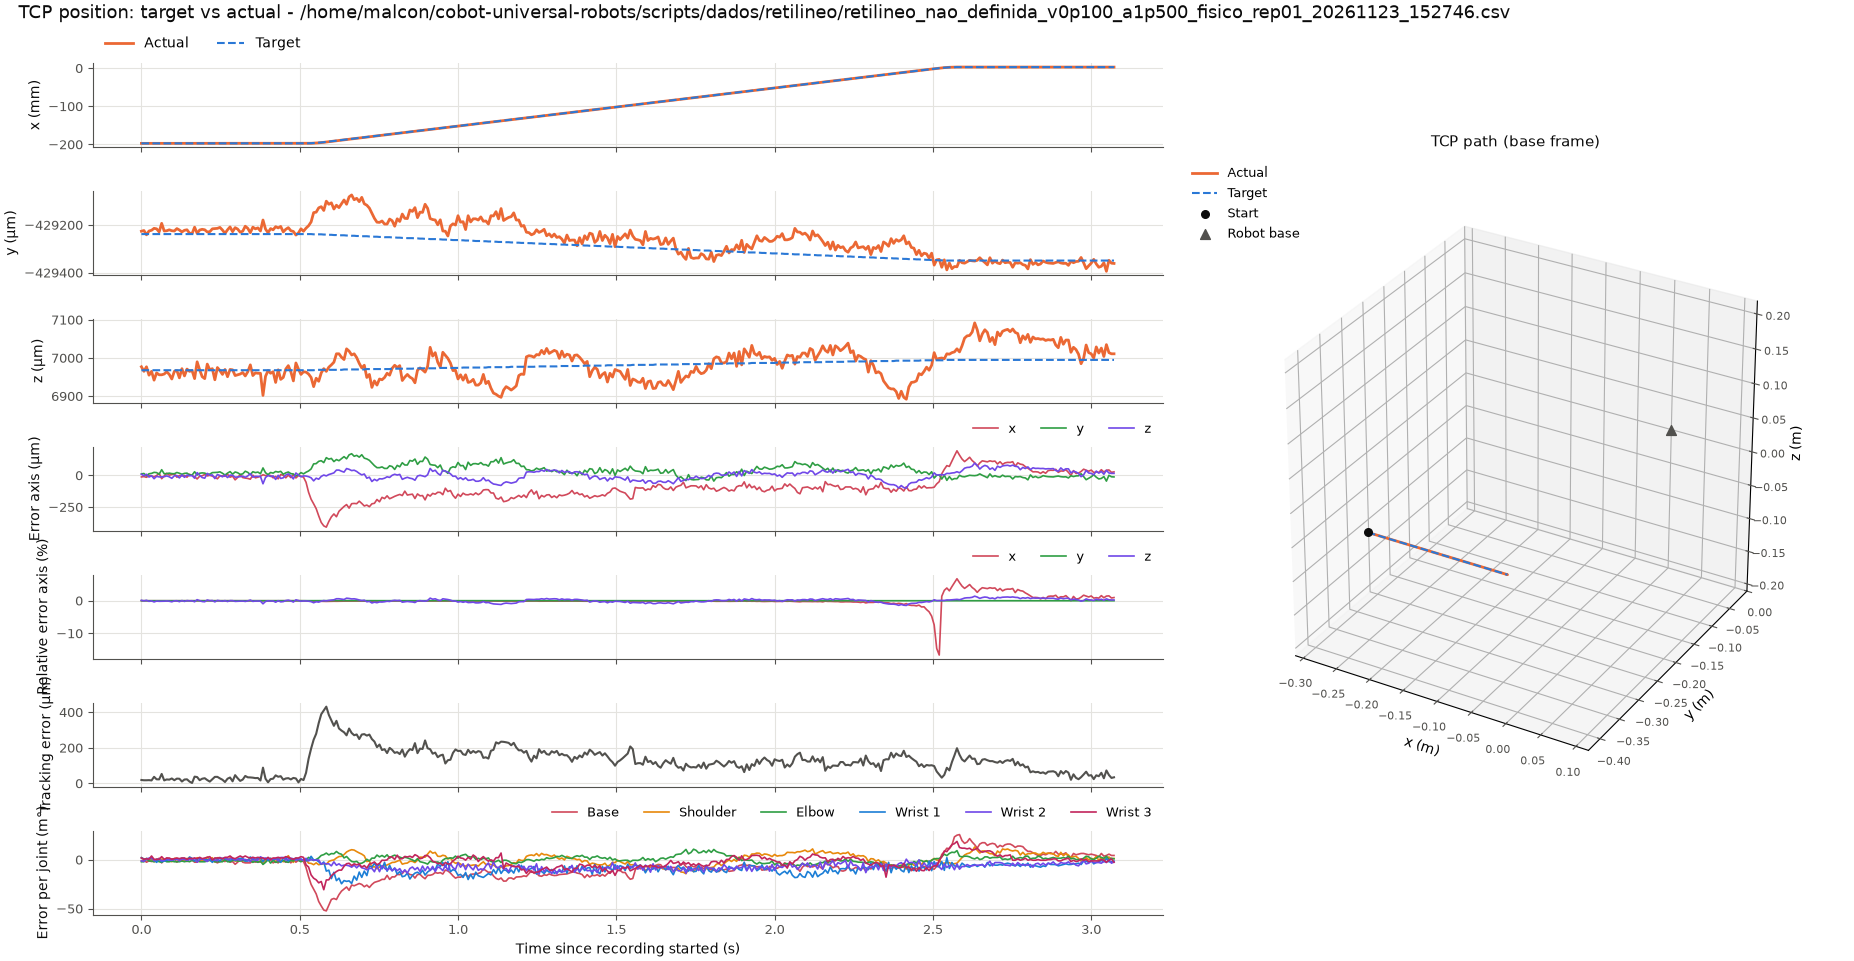 TCP position: target vs actual - /home/malcon/cobot-universal-robots/scripts/dados/retilineo/retilineo_nao_definida_v0p100_a1p500_fisico_rep01_20261123_152746.csv
Actual Target
x (mm)
0
−100
−200
y (μm)
−429200
−429400
z (μm)
7100
7000
6900
x y z
Error axis (μm)
0
−250
x y z
Relative error axis (%)
0
−10
Tracking error (μm)
400
200
0
Base Shoulder Elbow Wrist 1 Wrist 2 Wrist 3
Error per joint (m°)
0
−50
0.0 0.5 1.0 1.5 2.0 2.5 3.0
Time since recording started (s)
TCP path (base frame)
Actual
Target
Start
Robot base
0.20
0.15
0.10
0.05
0.00
−0.05
−0.10
−0.15
−0.20
z (m)
0.00
−0.05
−0.10
−0.15
−0.20
−0.25
−0.30
−0.35
−0.40
y (m)
−0.30
−0.25
−0.20
−0.15
−0.10
−0.05
0.00
0.05
0.10
x (m)